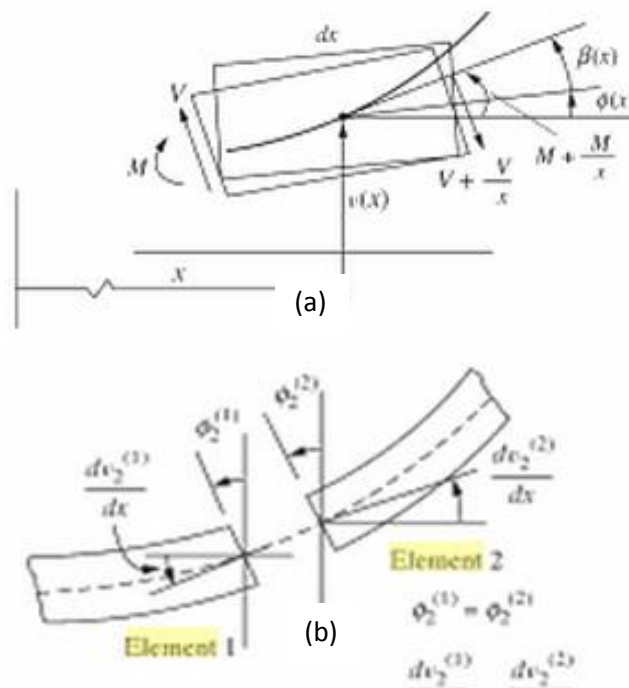 dx
β(x)
V
ϕ(x
M
V + V/x
M + M/x
v(x)
x
(a)
ϕ₂⁽¹⁾
ϕ₂⁽²⁾
dv₂⁽¹⁾/dx
dv₂⁽²⁾/dx
Element 2
Element 1
(b)
ϕ₂⁽¹⁾ = ϕ₂⁽²⁾
dv₂⁽¹⁾ dv₂⁽²⁾